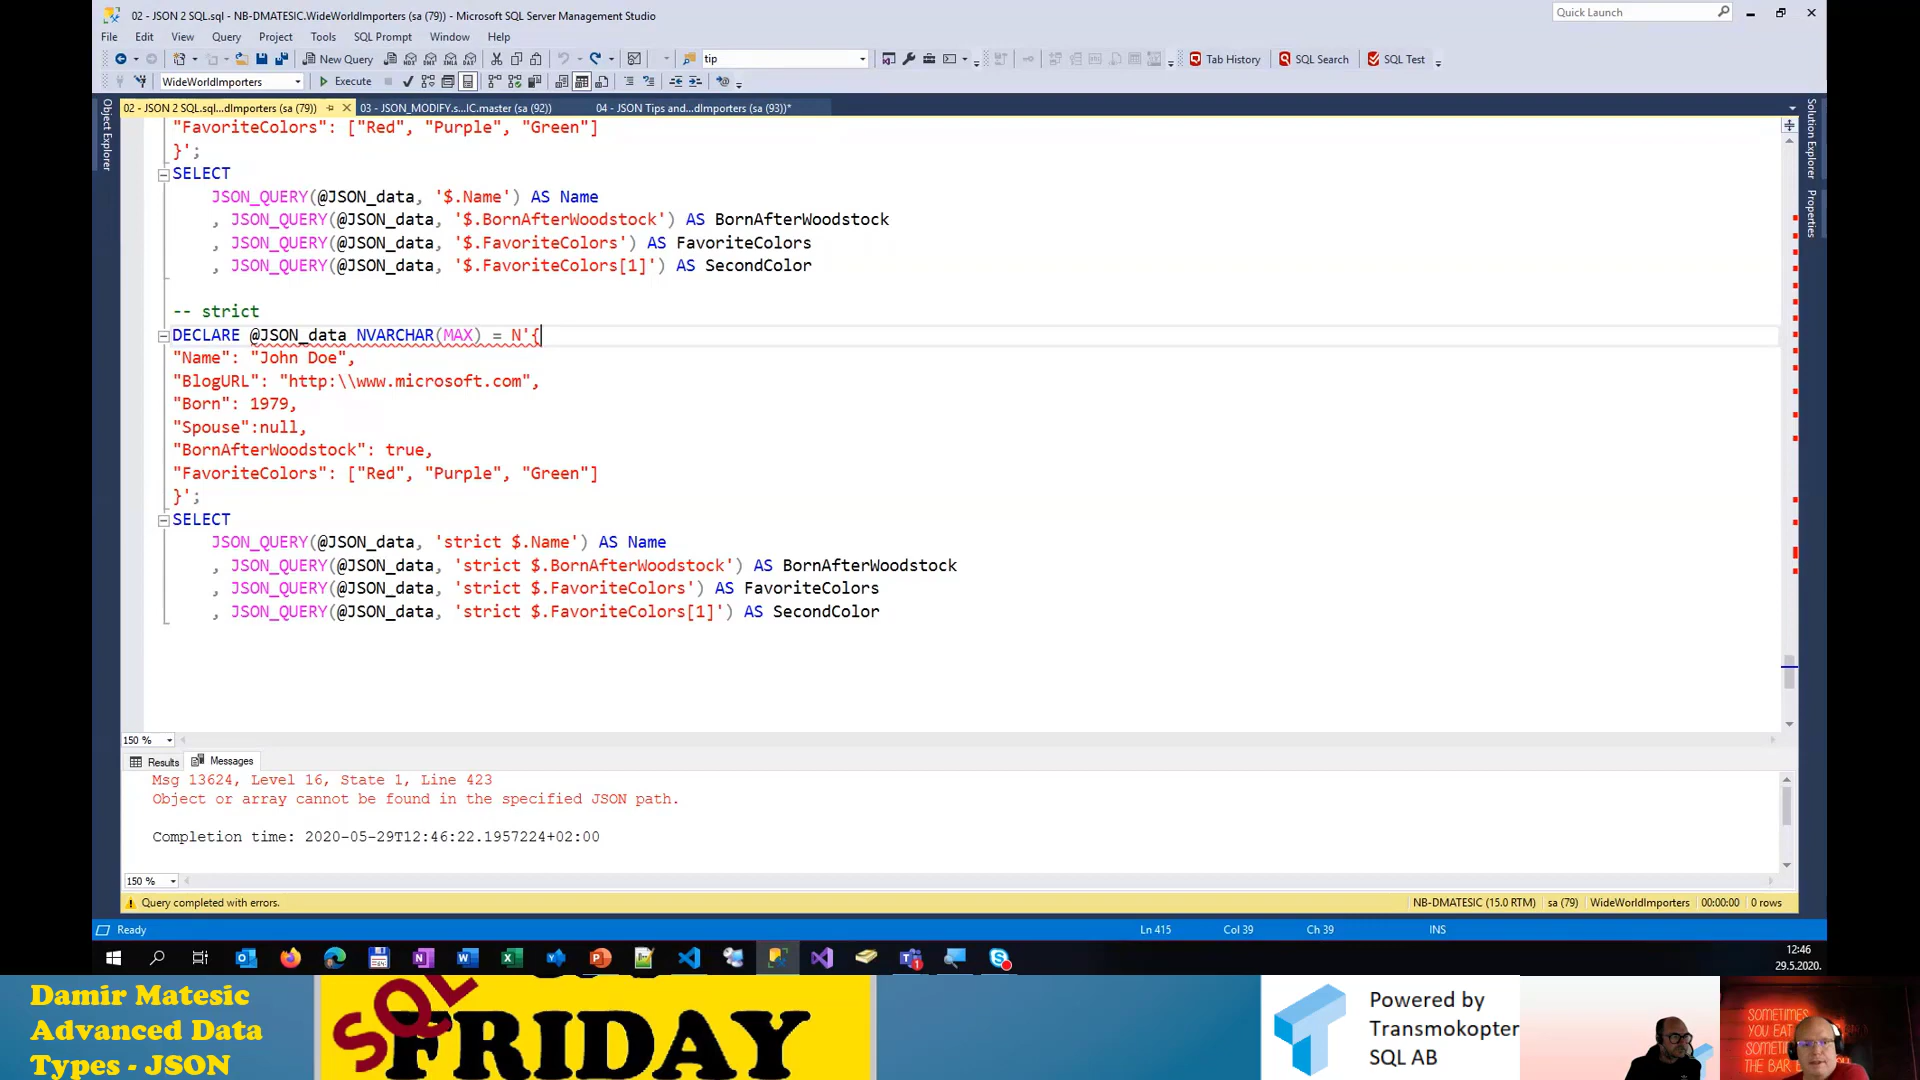 02 - JSON 2 SQL.sql - NB-DMATESIC.WideWorldImporters (sa (79)) - Microsoft SQL Server Management Studio
Quick Launch
File Edit View Query Project Tools SQL Prompt Window Help
New Query
tip
Tab History
SQL Search
SQL Test
WideWorldImporters
Execute
02 - JSON 2 SQL.sql...dImporters (sa (79))
03 - JSON_MODIFY.s...IC.master (sa (92))
04 - JSON Tips and...dImporters (sa (93))*
Object Explorer
Solution Explorer
Properties
"FavoriteColors": ["Red", "Purple", "Green"]
}';
SELECT
JSON_QUERY(@JSON_data, '$.Name') AS Name
, JSON_QUERY(@JSON_data, '$.BornAfterWoodstock') AS BornAfterWoodstock
, JSON_QUERY(@JSON_data, '$.FavoriteColors') AS FavoriteColors
, JSON_QUERY(@JSON_data, '$.FavoriteColors[1]') AS SecondColor
-- strict
DECLARE @JSON_data NVARCHAR(MAX) = N'{
"Name": "John Doe",
"BlogURL": "http:\\www.microsoft.com",
"Born": 1979,
"Spouse":null,
"BornAfterWoodstock": true,
"FavoriteColors": ["Red", "Purple", "Green"]
}';
SELECT
JSON_QUERY(@JSON_data, 'strict $.Name') AS Name
, JSON_QUERY(@JSON_data, 'strict $.BornAfterWoodstock') AS BornAfterWoodstock
, JSON_QUERY(@JSON_data, 'strict $.FavoriteColors') AS FavoriteColors
, JSON_QUERY(@JSON_data, 'strict $.FavoriteColors[1]') AS SecondColor
150 %
Results Messages
Msg 13624, Level 16, State 1, Line 423
Object or array cannot be found in the specified JSON path.
Completion time: 2020-05-29T12:46:22.1957224+02:00
150 %
Query completed with errors.
NB-DMATESIC (15.0 RTM) sa (79) WideWorldImporters 00:00:00 0 rows
Ready
Ln 415 Col 39 Ch 39 INS
12:46
29.5.2020.
Damir Matesic
Advanced Data
Types - JSON
SQL
FRIDAY
Powered by
Transmokopter
SQL AB
SOMETIMES
YOU EAT
THE BAR